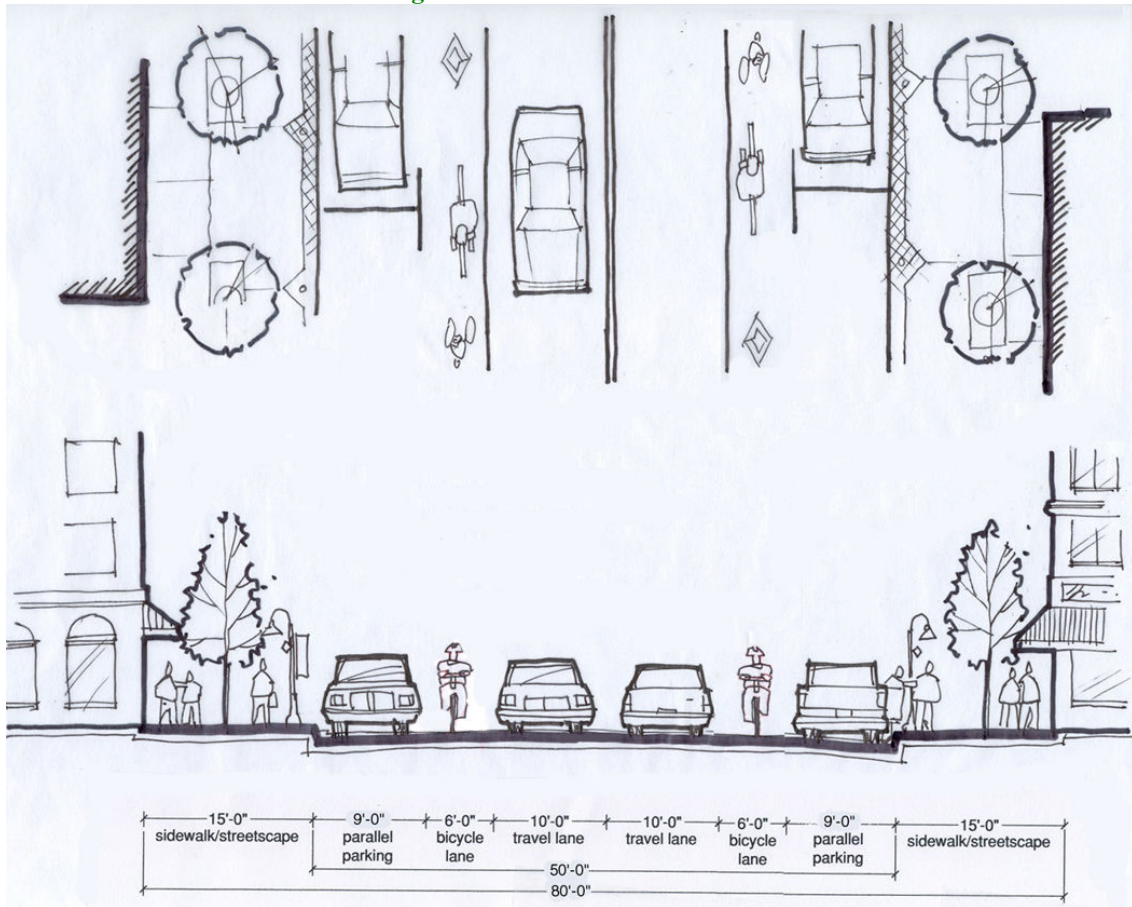 15'-0" 9'-0" 6'-0" 10'-0" 10'-0" 6'-0" 9'-0" 15'-0"
sidewalk/streetscape parallel bicycle travel lane travel lane bicycle parallel sidewalk/streetscape
parking lane lane parking
50'-0"
80'-0"